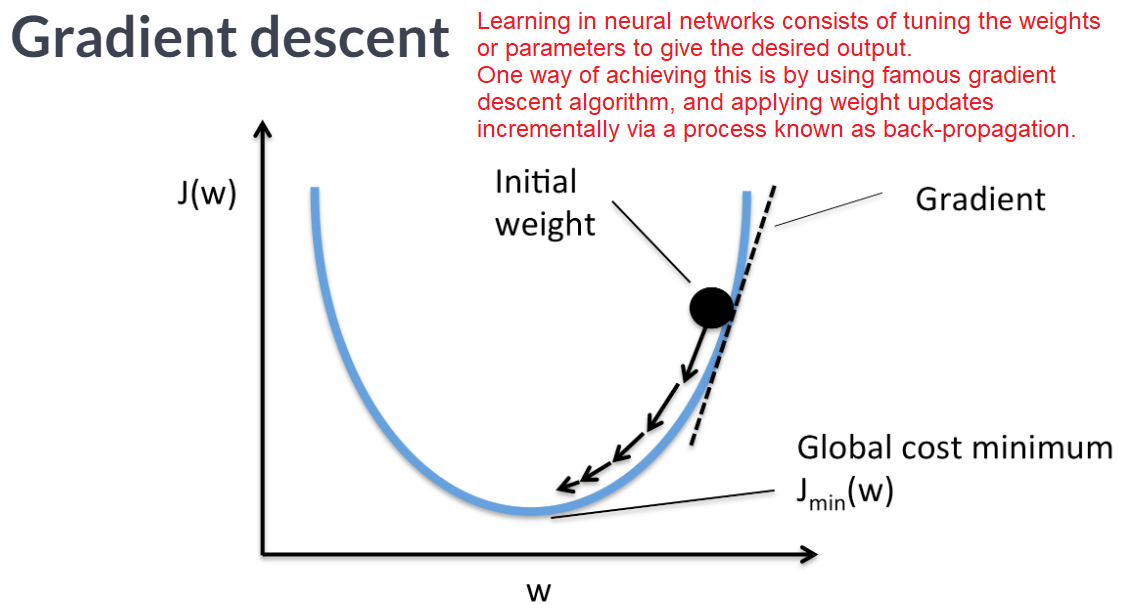 Gradient descent
Learning in neural networks consists of tuning the weights
or parameters to give the desired output.
One way of achieving this is by using famous gradient
descent algorithm, and applying weight updates
incrementally via a process known as back-propagation.
J(w)
Initial
weight
Gradient
Global cost minimum
Jmin(w)
w